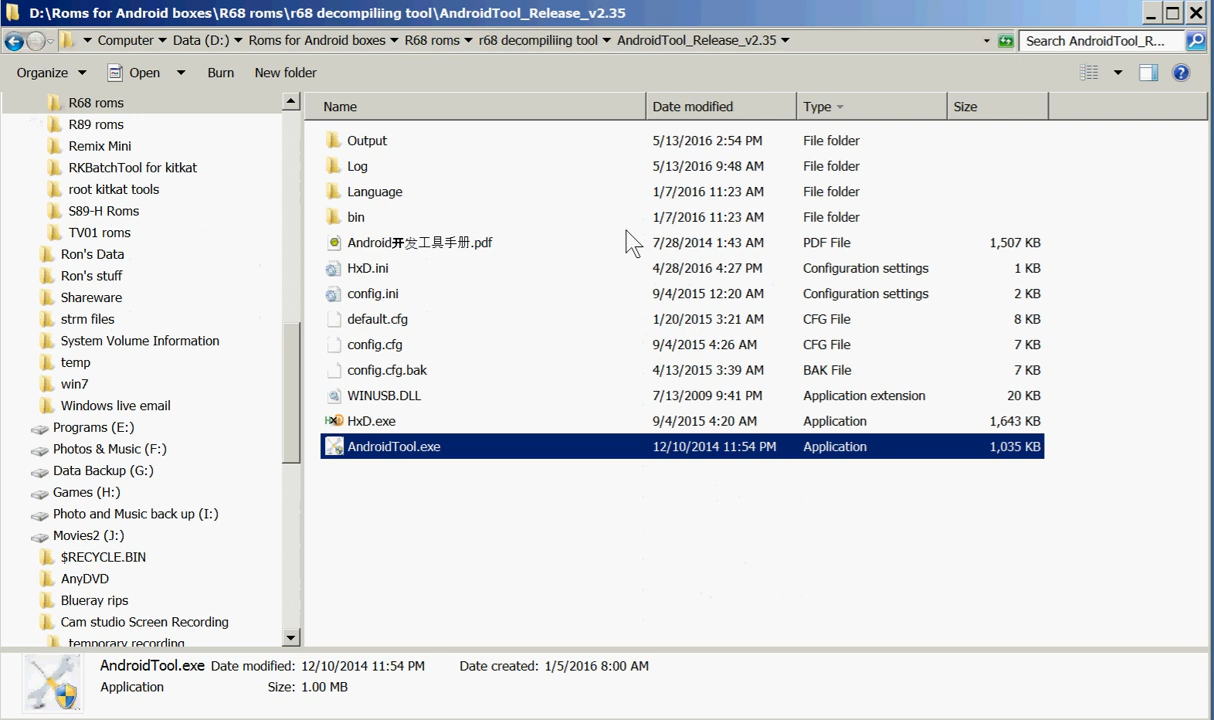 D:\Roms for Android boxes\R68 roms\r68 decompiliing tool\AndroidTool_Release_v2.35
Computer Data (D:) Roms for Android boxes R68 roms r68 decompiliing tool AndroidTool_Release_v2.35 Search AndroidTool_R...
Organize Open Burn New folder
R68 roms
R89 roms
Remix Mini
RKBatchTool for kitkat
root kitkat tools
S89-H Roms
TV01 roms
Ron's Data
Ron's stuff
Shareware
strm files
System Volume Information
temp
win7
Windows live email
Programs (E:)
Photos & Music (F:)
Data Backup (G:)
Games (H:)
Photo and Music back up (I:)
Movies2 (J:)
$RECYCLE.BIN
AnyDVD
Blueray rips
Cam studio Screen Recording
temporary recording
Name Date modified Type Size
Output 5/13/2016 2:54 PM File folder
Log 5/13/2016 9:48 AM File folder
Language 1/7/2016 11:23 AM File folder
bin 1/7/2016 11:23 AM File folder
Android开发工具手册.pdf 7/28/2014 1:43 AM PDF File 1,507 KB
HxD.ini 4/28/2016 4:27 PM Configuration settings 1 KB
config.ini 9/4/2015 12:20 AM Configuration settings 2 KB
default.cfg 1/20/2015 3:21 AM CFG File 8 KB
config.cfg 9/4/2015 4:26 AM CFG File 7 KB
config.cfg.bak 4/13/2015 3:39 AM BAK File 7 KB
WINUSB.DLL 7/13/2009 9:41 PM Application extension 20 KB
HxD.exe 9/4/2015 4:20 AM Application 1,643 KB
AndroidTool.exe 12/10/2014 11:54 PM Application 1,035 KB
AndroidTool.exe Date modified: 12/10/2014 11:54 PM Date created: 1/5/2016 8:00 AM
Application Size: 1.00 MB